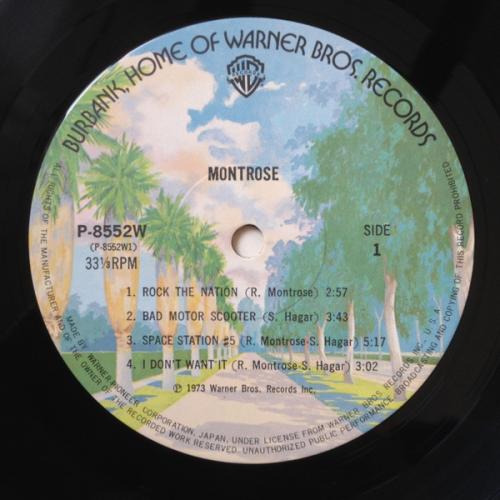 BURBANK, HOME OF WARNER BROS. RECORDS
MONTROSE
P-8552W
(P-8552W1)
33⅓RPM
SIDE
1
1. ROCK THE NATION (R. Montrose) 2:57
2. BAD MOTOR SCOOTER (S. Hagar) 3:43
3. SPACE STATION #5 (R. Montrose-S. Hagar) 5:17
4. I DON'T WANT IT (R. Montrose-S. Hagar) 3:02
℗ 1973 Warner Bros. Records Inc.
MADE BY WARNER-PIONEER CORPORATION, JAPAN, UNDER LICENSE FROM WARNER BROS. RECORDS INC., U.S.A.
ALL RIGHTS OF THE MANUFACTURER AND OF THE OWNER OF THE RECORDED WORK RESERVED. UNAUTHORIZED PUBLIC PERFORMANCE, BROADCASTING AND COPYING OF THIS RECORD PROHIBITED